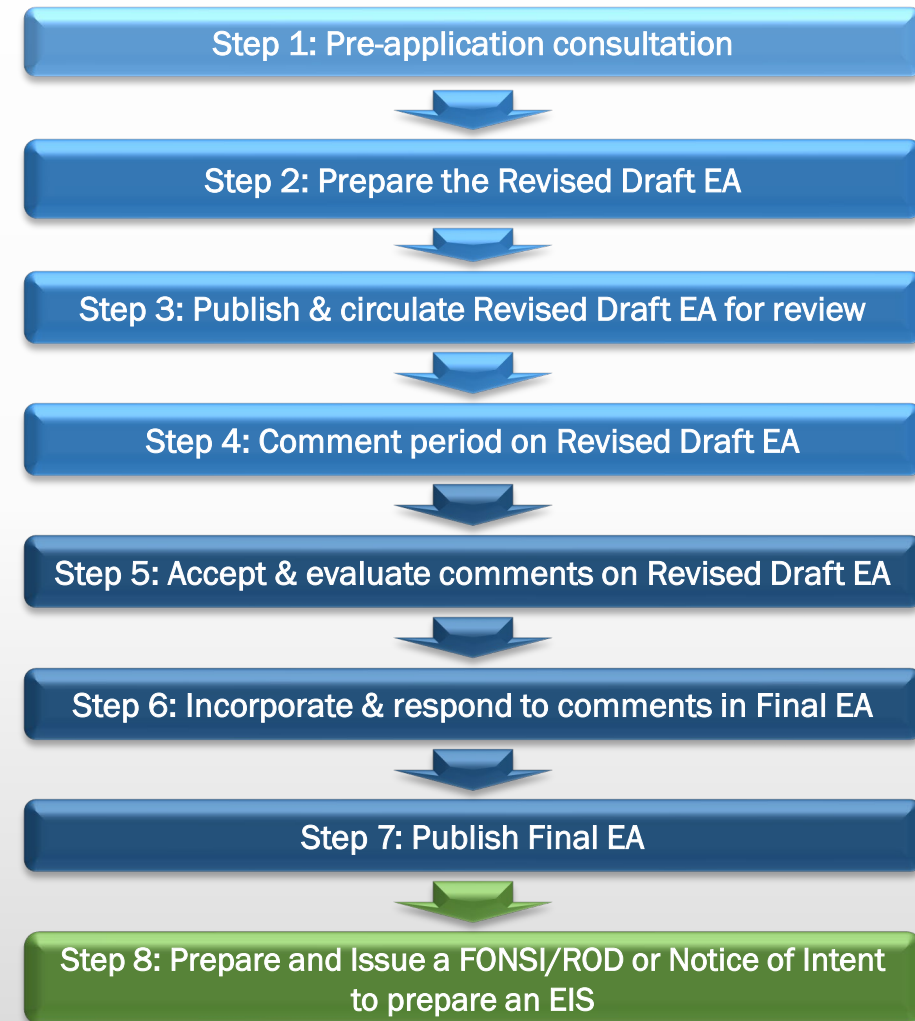 Step 1: Pre-application consultation
Step 2: Prepare the Revised Draft EA
Step 3: Publish & circulate Revised Draft EA for review
Step 4: Comment period on Revised Draft EA
Step 5: Accept & evaluate comments on Revised Draft EA
Step 6: Incorporate & respond to comments in Final EA
Step 7: Publish Final EA
Step 8: Prepare and Issue a FONSI/ROD or Notice of Intent
to prepare an EIS